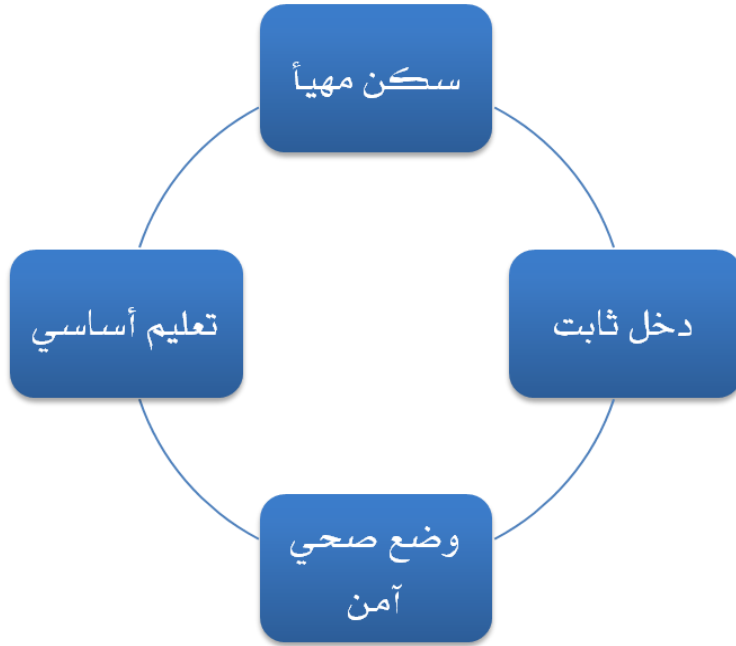 سكن مهيأ
دخل ثابت
تعليم أساسي
وضع صحي
آمن